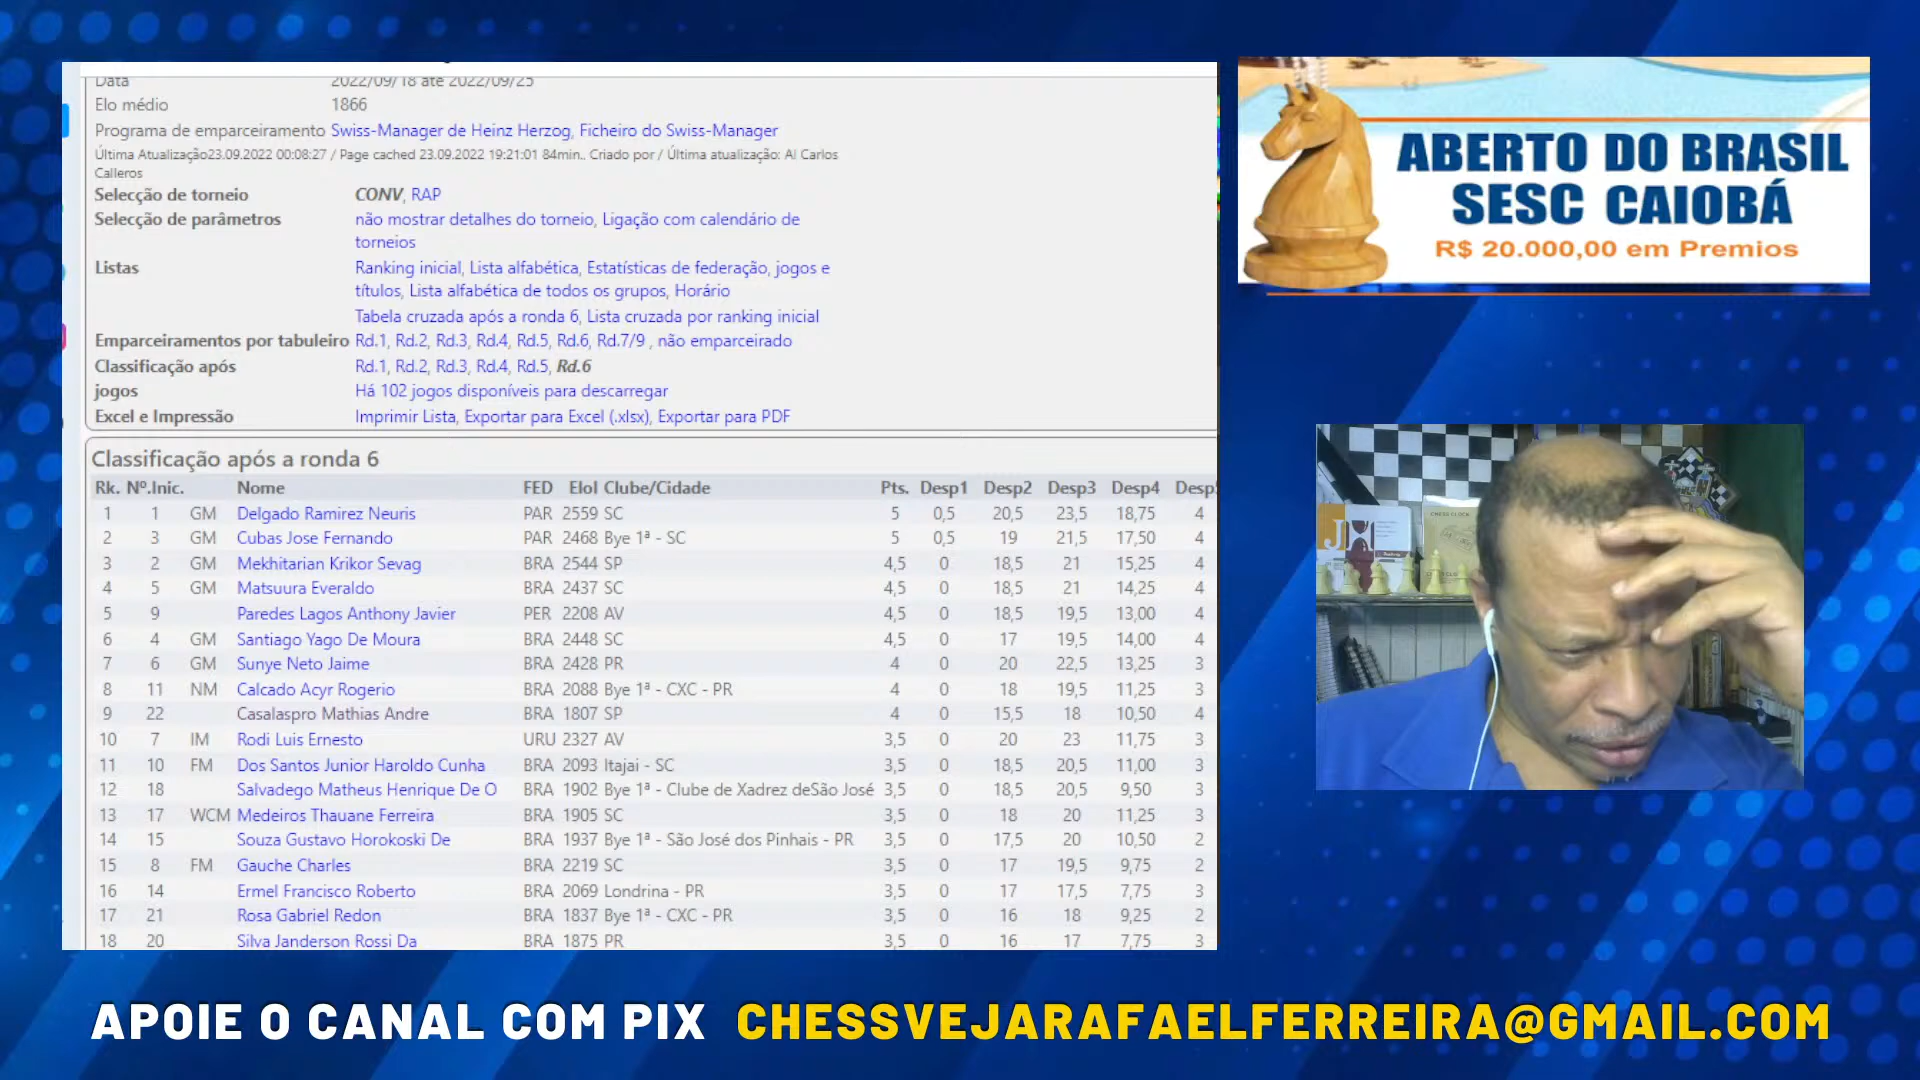 Data 2022/09/18 até 2022/09/25
Elo médio 1866
Programa de emparceiramento Swiss-Manager de Heinz Herzog, Ficheiro do Swiss-Manager
Última Atualização23.09.2022 00:08:27 / Page cached 23.09.2022 19:21:01 84min.. Criado por / Última atualização: Al Carlos
Calleros
Selecção de torneio CONV, RAP
Selecção de parâmetros não mostrar detalhes do torneio, Ligação com calendário de
torneios
Listas Ranking inicial, Lista alfabética, Estatísticas de federação, jogos e
títulos, Lista alfabética de todos os grupos, Horário
Tabela cruzada após a ronda 6, Lista cruzada por ranking inicial
Emparceiramentos por tabuleiro Rd.1, Rd.2, Rd.3, Rd.4, Rd.5, Rd.6, Rd.7/9 , não emparceirado
Classificação após Rd.1, Rd.2, Rd.3, Rd.4, Rd.5, Rd.6
jogos Há 102 jogos disponíveis para descarregar
Excel e Impressão Imprimir Lista, Exportar para Excel (.xlsx), Exportar para PDF
Classificação após a ronda 6
Rk. Nº.Inic. Nome FED EloI Clube/Cidade Pts. Desp1 Desp2 Desp3 Desp4 Desp5
1 1 GM Delgado Ramirez Neuris PAR 2559 SC 5 0,5 20,5 23,5 18,75 4
2 3 GM Cubas Jose Fernando PAR 2468 Bye 1ª - SC 5 0,5 19 21,5 17,50 4
3 2 GM Mekhitarian Krikor Sevag BRA 2544 SP 4,5 0 18,5 21 15,25 4
4 5 GM Matsuura Everaldo BRA 2437 SC 4,5 0 18,5 21 14,25 4
5 9 Paredes Lagos Anthony Javier PER 2208 AV 4,5 0 18,5 19,5 13,00 4
6 4 GM Santiago Yago De Moura BRA 2448 SC 4,5 0 17 19,5 14,00 4
7 6 GM Sunye Neto Jaime BRA 2428 PR 4 0 20 22,5 13,25 3
8 11 NM Calcado Acyr Rogerio BRA 2088 Bye 1ª - CXC - PR 4 0 18 19,5 11,25 3
9 22 Casalaspro Mathias Andre BRA 1807 SP 4 0 15,5 18 10,50 4
10 7 IM Rodi Luis Ernesto URU 2327 AV 3,5 0 20 23 11,75 3
11 10 FM Dos Santos Junior Haroldo Cunha BRA 2093 Itajai - SC 3,5 0 18,5 20,5 11,00 3
12 18 Salvadego Matheus Henrique De O BRA 1902 Bye 1ª - Clube de Xadrez deSão José 3,5 0 18,5 20,5 9,50 3
13 17 WCM Medeiros Thauane Ferreira BRA 1905 SC 3,5 0 18 20 11,25 3
14 15 Souza Gustavo Horokoski De BRA 1937 Bye 1ª - São José dos Pinhais - PR 3,5 0 17,5 20 10,50 2
15 8 FM Gauche Charles BRA 2219 SC 3,5 0 17 19,5 9,75 2
16 14 Ermel Francisco Roberto BRA 2069 Londrina - PR 3,5 0 17 17,5 7,75 3
17 21 Rosa Gabriel Redon BRA 1837 Bye 1ª - CXC - PR 3,5 0 16 18 9,25 2
18 20 Silva Janderson Rossi Da BRA 1875 PR 3,5 0 16 17 7,75 3
ABERTO DO BRASIL
SESC CAIOBÁ
R$ 20.000,00 em Premios
CHESS CLOCK
APOIE O CANAL COM PIX CHESSVEJARAFAELFERREIRA@GMAIL.COM